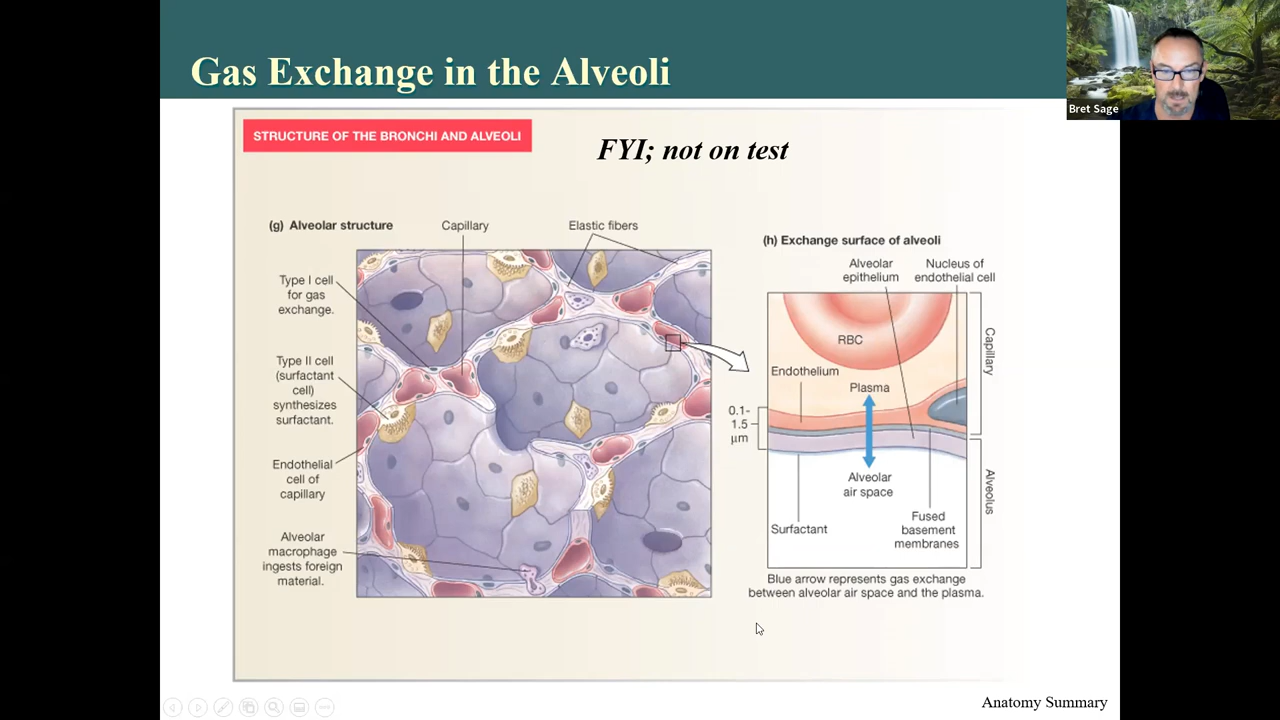 Gas Exchange in the Alveoli
Bret Sage
STRUCTURE OF THE BRONCHI AND ALVEOLI
FYI; not on test
(g) Alveolar structure
Capillary
Elastic fibers
Type I cell
for gas
exchange.
Type II cell
(surfactant
cell)
synthesizes
surfactant.
Endothelial
cell of
capillary
Alveolar
macrophage
ingests foreign
material.
(h) Exchange surface of alveoli
Alveolar
epithelium
Nucleus of
endothelial cell
RBC
Endothelium
Plasma
Capillary
0.1-
1.5
µm
Alveolar
air space
Alveolus
Surfactant
Fused
basement
membranes
Blue arrow represents gas exchange
between alveolar air space and the plasma.
Anatomy Summary